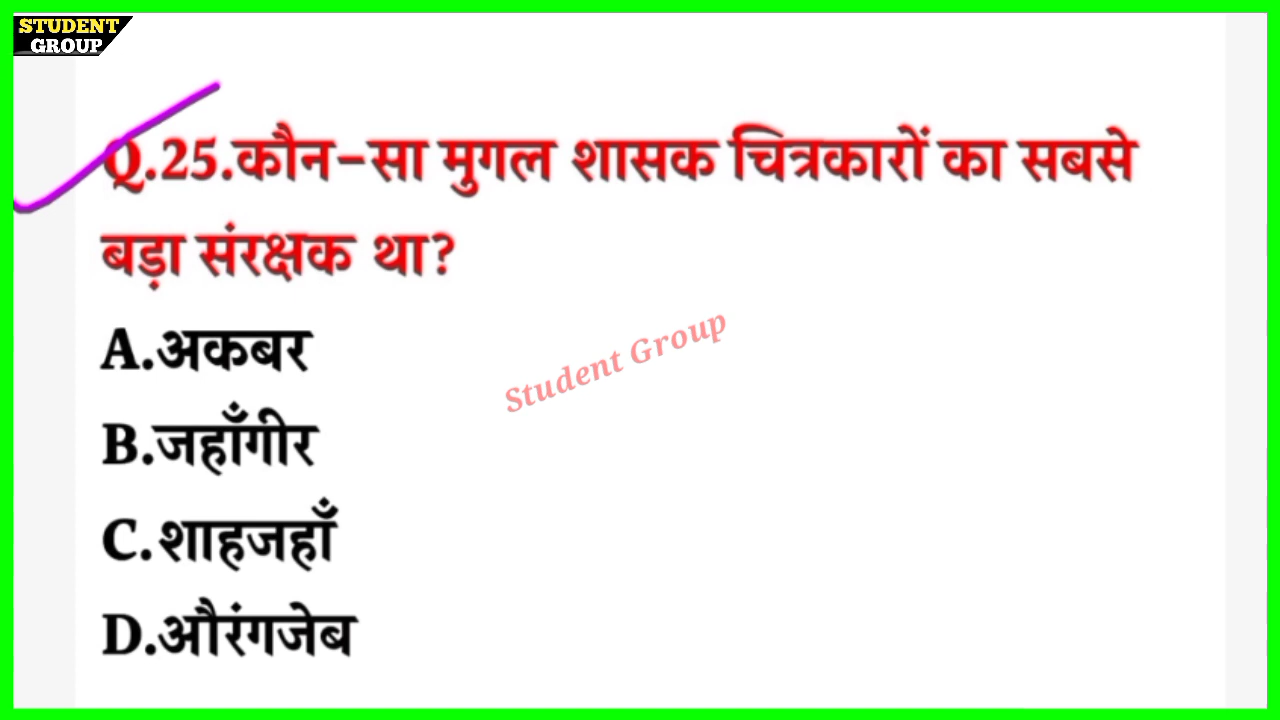 STUDENT
GROUP
Q.25.कौन-सा मुगल शासक चित्रकारों का सबसे
बड़ा संरक्षक था?
A.अकबर
Student Group
B.जहाँगीर
C.शाहजहाँ
D.औरंगजेब